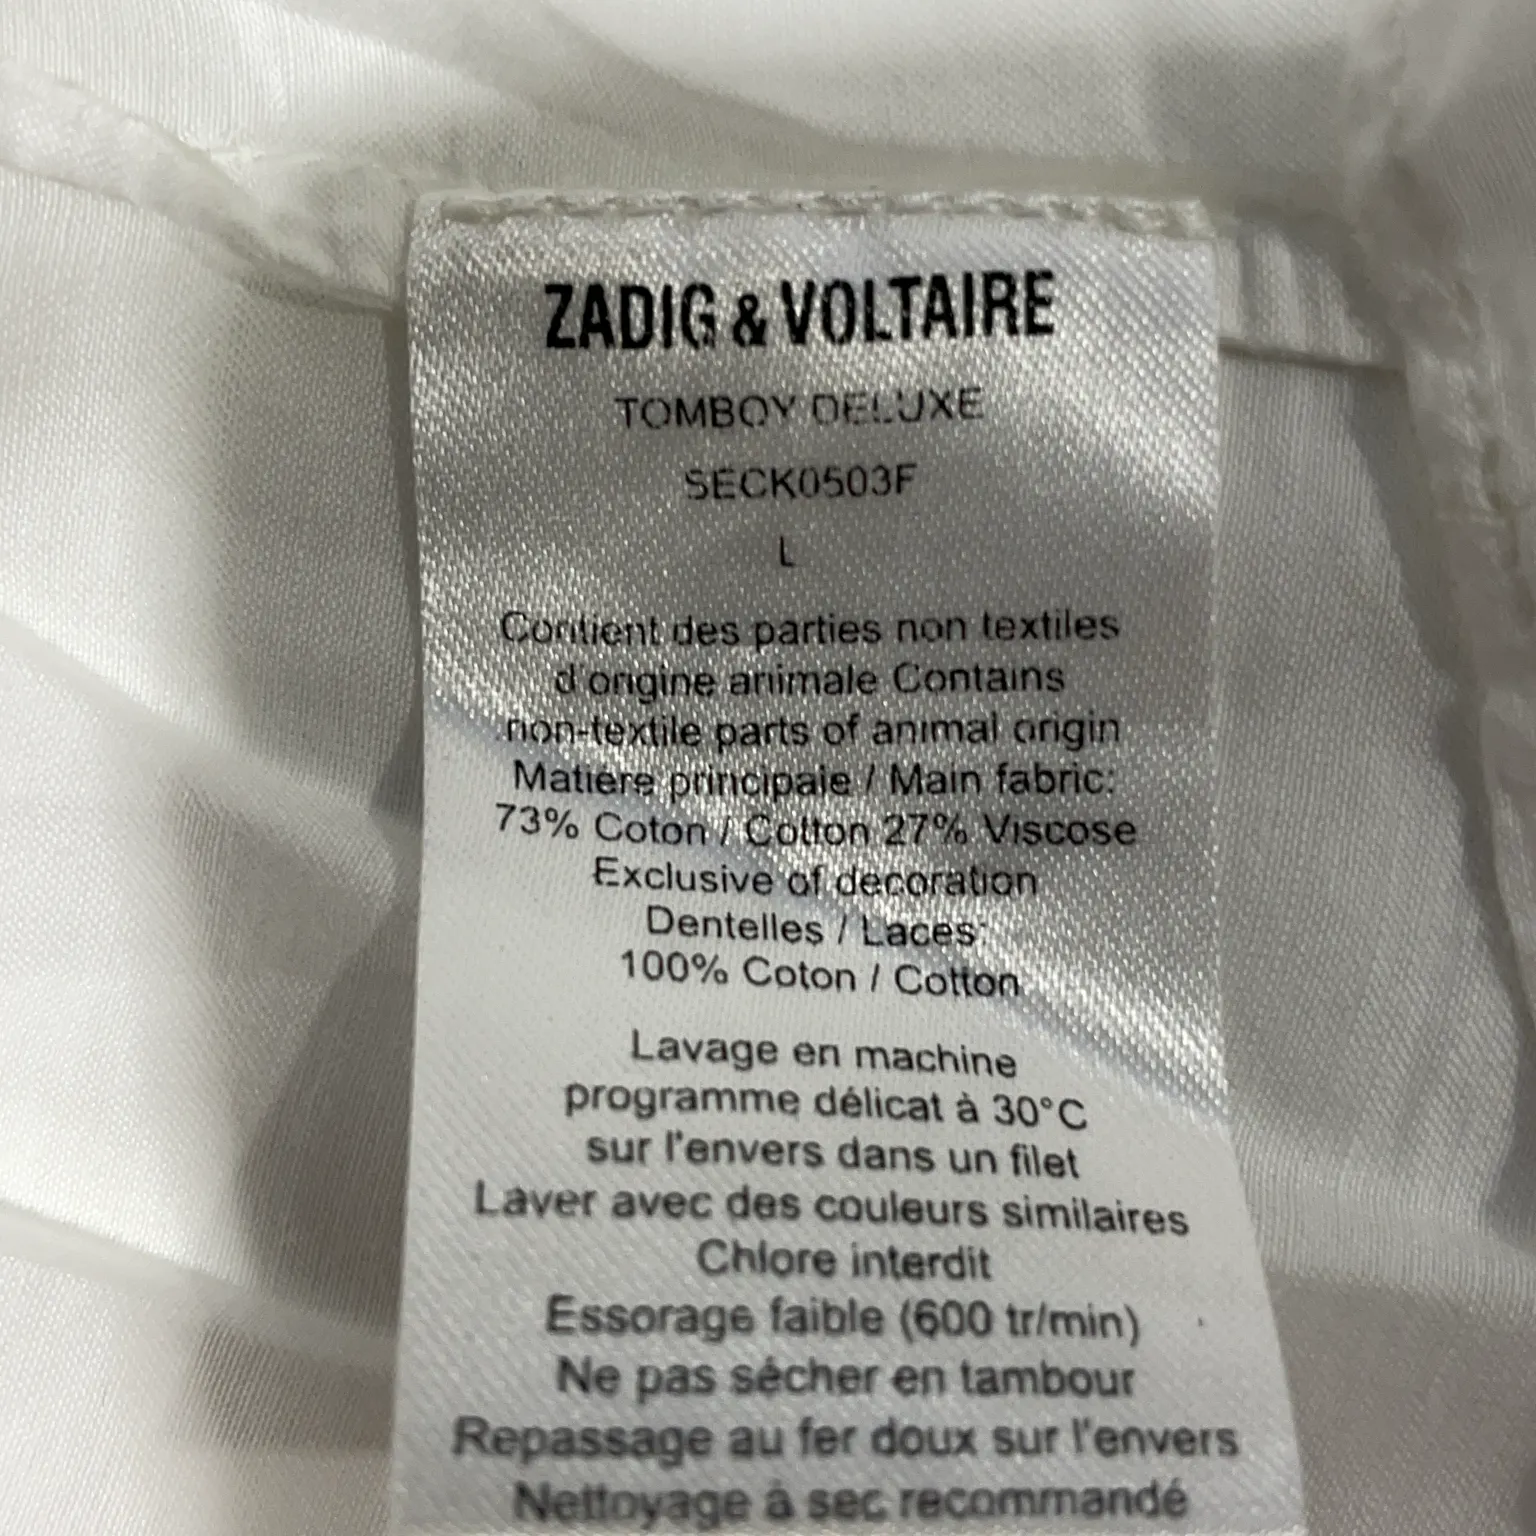 ZADIG & VOLTAIRE
TOMBOY DELUXE
SECK0503F
L
Contient des parties non textiles
d'origine animale Contains
non-textile parts of animal origin
Matière principale / Main fabric:
73% Coton / Cotton 27% Viscose
Exclusive of decoration
Dentelles / Laces:
100% Coton / Cotton
Lavage en machine
programme délicat à 30°C
sur l'envers dans un filet
Laver avec des couleurs similaires
Chlore interdit
Essorage faible (600 tr/min)
Ne pas sécher en tambour
Repassage au fer doux sur l'envers
Nettoyage à sec recommandé